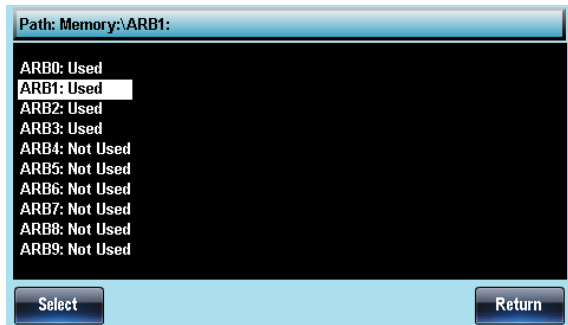 Path: Memory:\ARB1:
ARB0: Used
ARB1: Used
ARB2: Used
ARB3: Used
ARB4: Not Used
ARB5: Not Used
ARB6: Not Used
ARB7: Not Used
ARB8: Not Used
ARB9: Not Used
Select Return